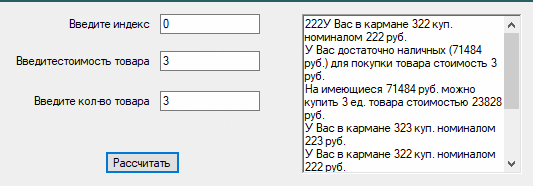 Введите индекс
0
Введитестоимость товара
3
Введите кол-во товара
3
Рассчитать
222У Вас в кармане 322 куп.
номиналом 222 руб.
У Вас достаточно наличных (71484
руб.) для покупки товара стоимость 3
руб.
На имеющиеся 71484 руб. можно
купить 3 ед. товара стоимостью 23828
руб.
У Вас в кармане 323 куп. номиналом
223 руб.
У Вас в кармане 322 куп. номиналом
222 руб.